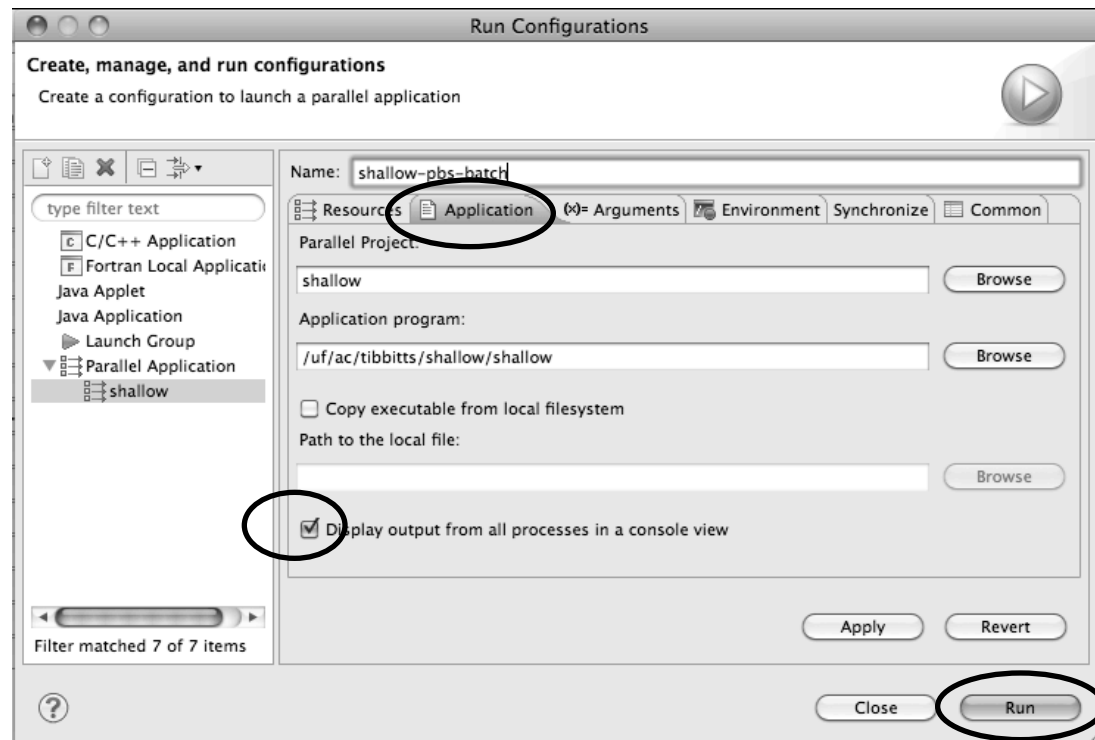 Run Configurations
Create, manage, and run configurations
Create a configuration to launch a parallel application
Name: shallow-pbs-batch
type filter text
Resources Application (x)= Arguments Environment Synchronize Common
C/C++ Application
Fortran Local Applicatio
Java Applet
Java Application
Launch Group
Parallel Application
shallow
Filter matched 7 of 7 items
Parallel Project:
shallow
Browse
Application program:
/uf/ac/tibbitts/shallow/shallow
Browse
Copy executable from local filesystem
Path to the local file:
Browse
Display output from all processes in a console view
Apply Revert
? Close Run